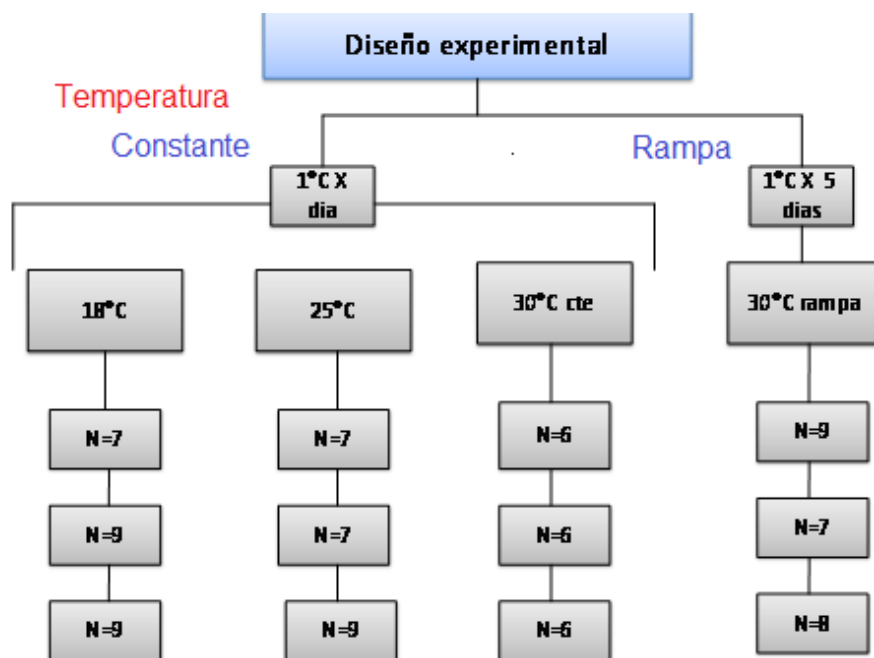 Diseño experimental
Temperatura
Constante
Rampa
1°C X
dia
1°C X 5
dias
18°C
25°C
30°C cte
30°C rampa
N=7
N=7
N=6
N=9
N=9
N=7
N=6
N=7
N=9
N=9
N=6
N=8